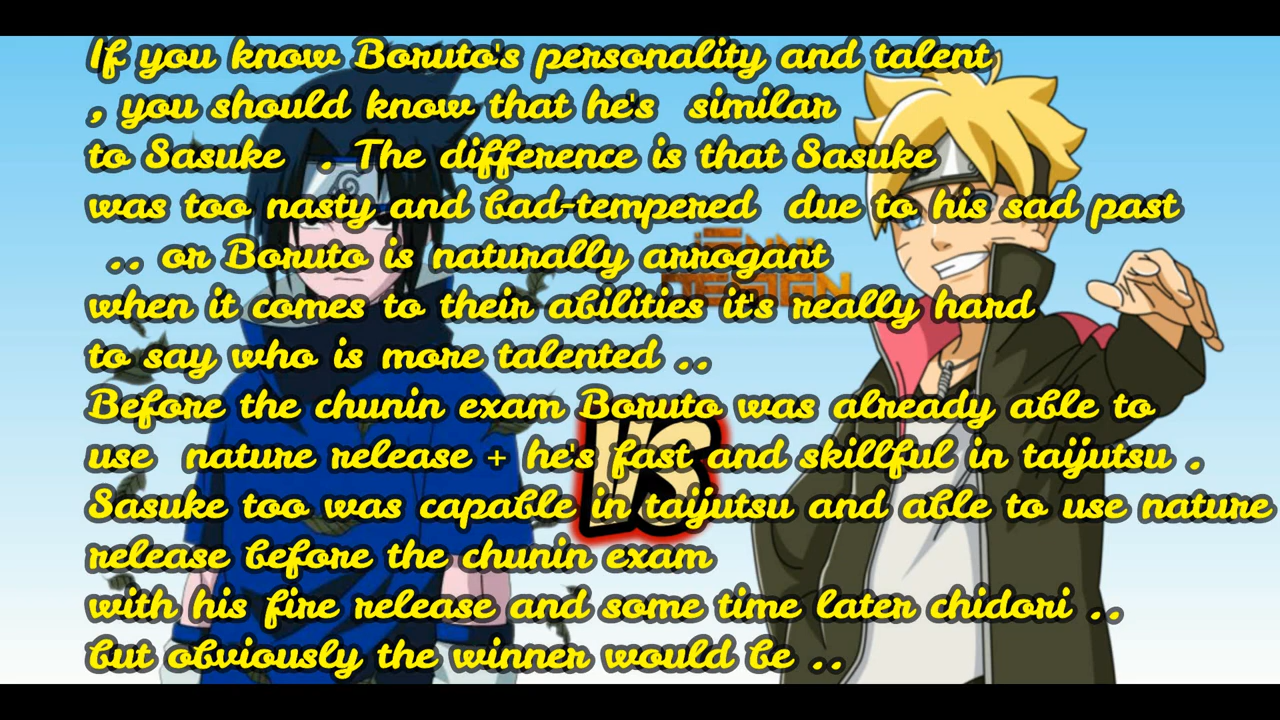 If you know Boruto's personality and talent
, you should know that he's similar
to Sasuke . The difference is that Sasuke
was too nasty and bad-tempered due to his sad past
.. or Boruto is naturally arrogant
when it comes to their abilities it's really hard
to say who is more talented ..
Before the chunin exam Boruto was already able to
use nature release + he's fast and skillful in taijutsu .
Sasuke too was capable in taijutsu and able to use nature
release before the chunin exam
with his fire release and some time later chidori ..
but obviously the winner would be ..
VS
DESIGN